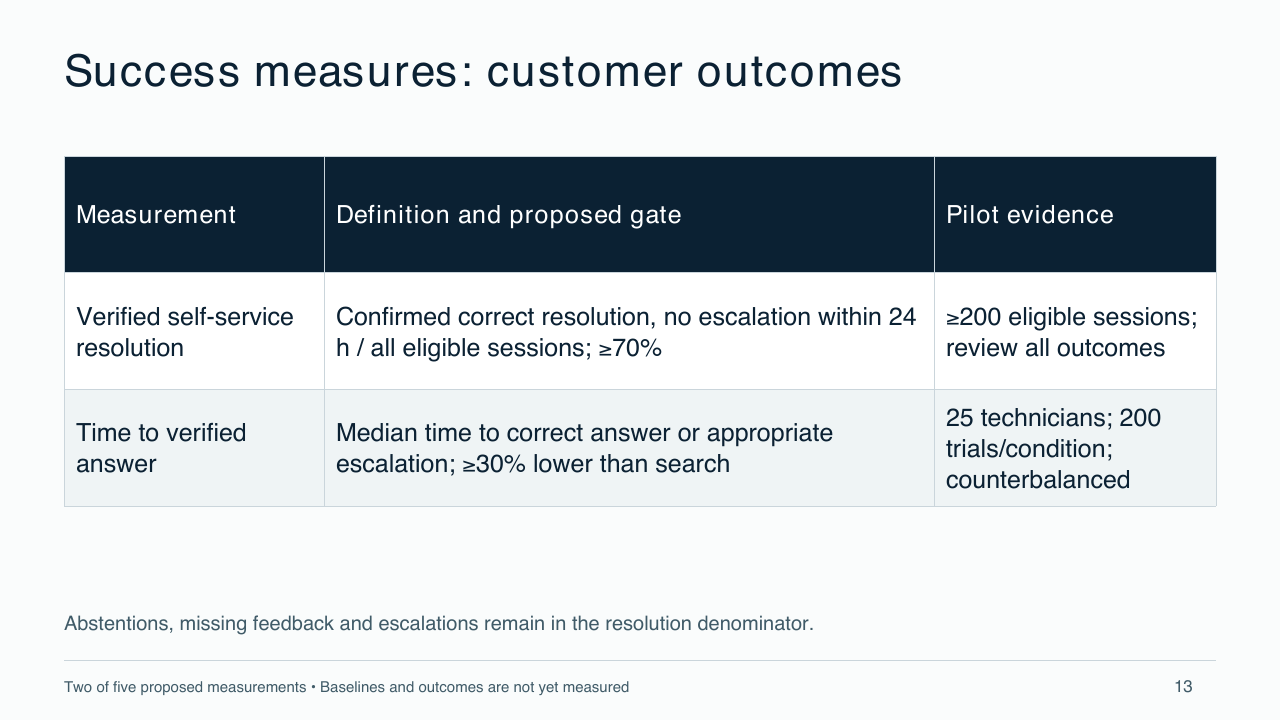 Success measures: customer outcomes
Measurement
Definition and proposed gate
Pilot evidence
Verified self-service
resolution
Confirmed correct resolution, no escalation within 24
h / all eligible sessions; ≥70%
≥200 eligible sessions;
review all outcomes
Time to verified
answer
Median time to correct answer or appropriate
escalation; ≥30% lower than search
25 technicians; 200
trials/condition;
counterbalanced
Abstentions, missing feedback and escalations remain in the resolution denominator.
Two of five proposed measurements • Baselines and outcomes are not yet measured
13